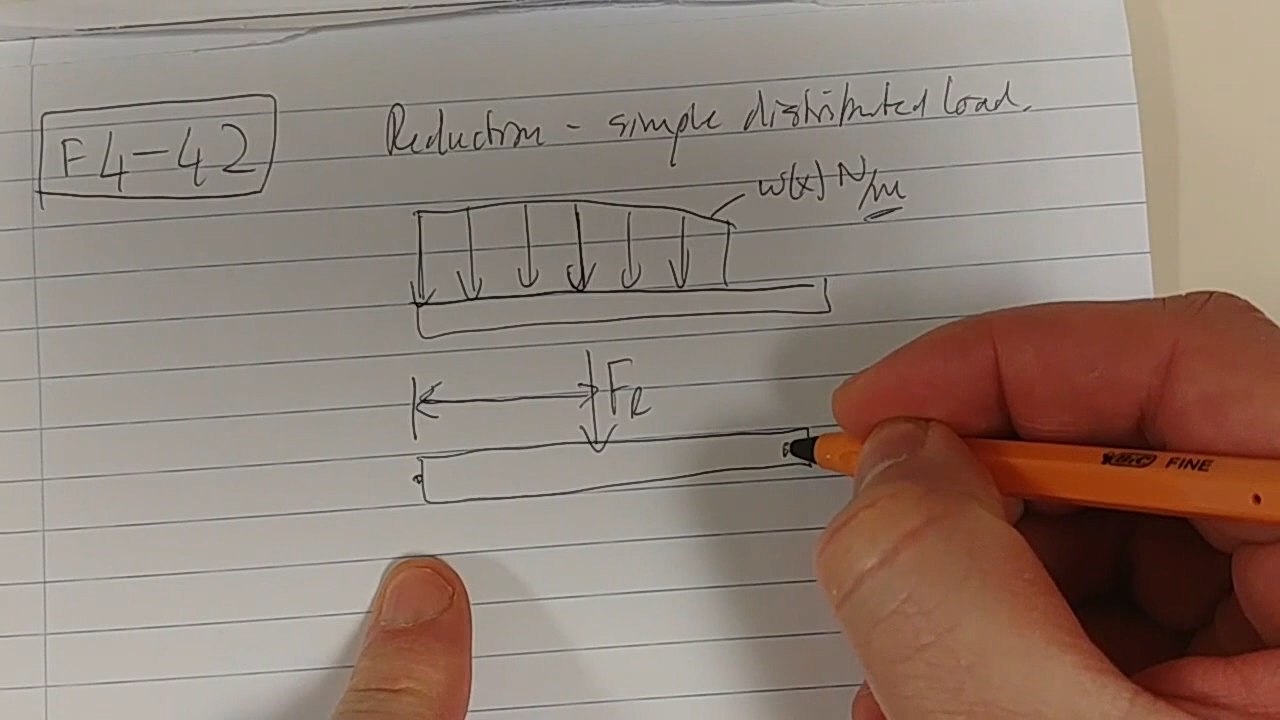 F4-42
Reduction - simple distributed load.
w(x) N/m
FR
BIC FINE